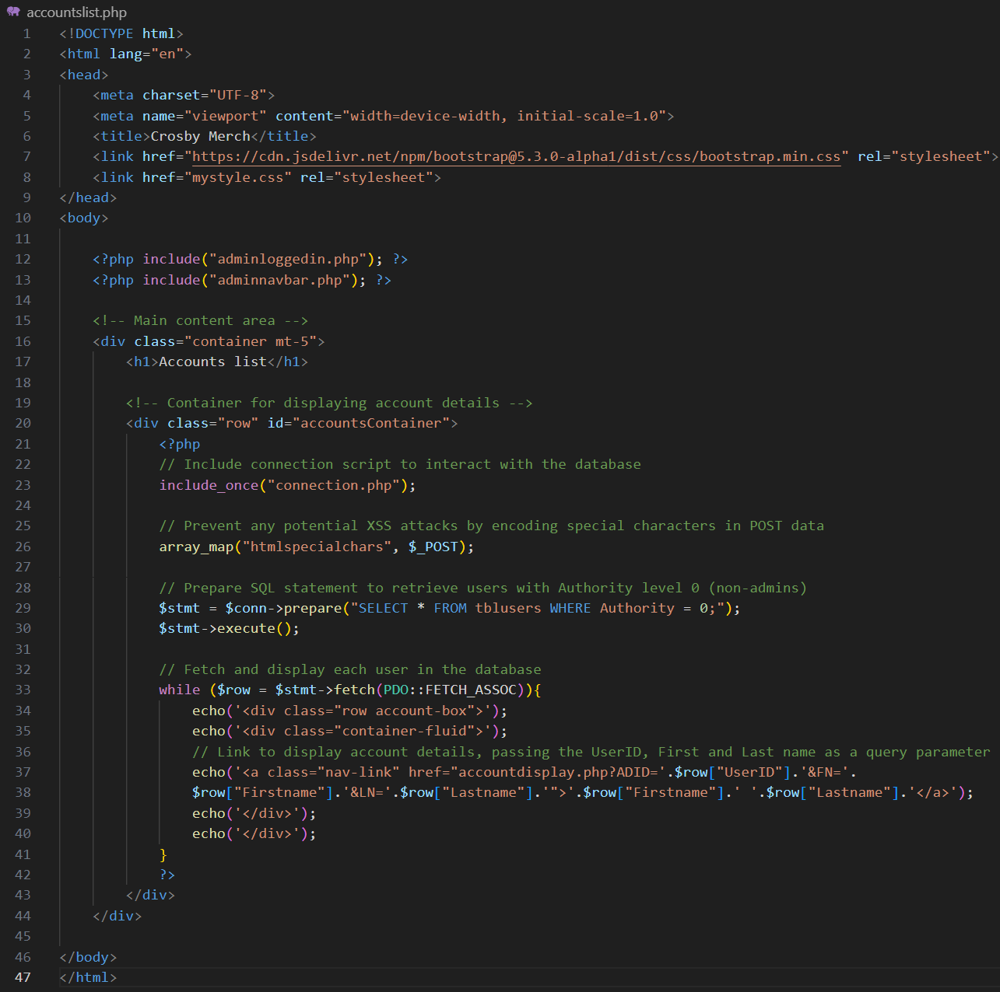 accountslist.php
1 <!DOCTYPE html>
2 <html lang="en">
3 <head>
4     <meta charset="UTF-8">
5     <meta name="viewport" content="width=device-width, initial-scale=1.0">
6     <title>Crosby Merch</title>
7     <link href="https://cdn.jsdelivr.net/npm/bootstrap@5.3.0-alpha1/dist/css/bootstrap.min.css" rel="stylesheet">
8     <link href="mystyle.css" rel="stylesheet">
9 </head>
10 <body>
11
12     <?php include("adminloggedin.php"); ?>
13     <?php include("adminnavbar.php"); ?>
14
15     <!-- Main content area -->
16     <div class="container mt-5">
17         <h1>Accounts list</h1>
18
19         <!-- Container for displaying account details -->
20         <div class="row" id="accountsContainer">
21             <?php
22             // Include connection script to interact with the database
23             include_once("connection.php");
24
25             // Prevent any potential XSS attacks by encoding special characters in POST data
26             array_map("htmlspecialchars", $_POST);
27
28             // Prepare SQL statement to retrieve users with Authority level 0 (non-admins)
29             $stmt = $conn->prepare("SELECT * FROM tblusers WHERE Authority = 0;");
30             $stmt->execute();
31
32             // Fetch and display each user in the database
33             while ($row = $stmt->fetch(PDO::FETCH_ASSOC)){
34                 echo('<div class="row account-box">');
35                 echo('<div class="container-fluid">');
36                 // Link to display account details, passing the UserID, First and Last name as a query parameter
37                 echo('<a class="nav-link" href="accountdisplay.php?ADID='.$row["UserID"].'&FN='.
38                 $row["Firstname"].'&LN='.$row["Lastname"].'">'.$row["Firstname"].' '.$row["Lastname"].'</a>');
39                 echo('</div>');
40                 echo('</div>');
41             }
42             ?>
43         </div>
44     </div>
45
46 </body>
47 </html>